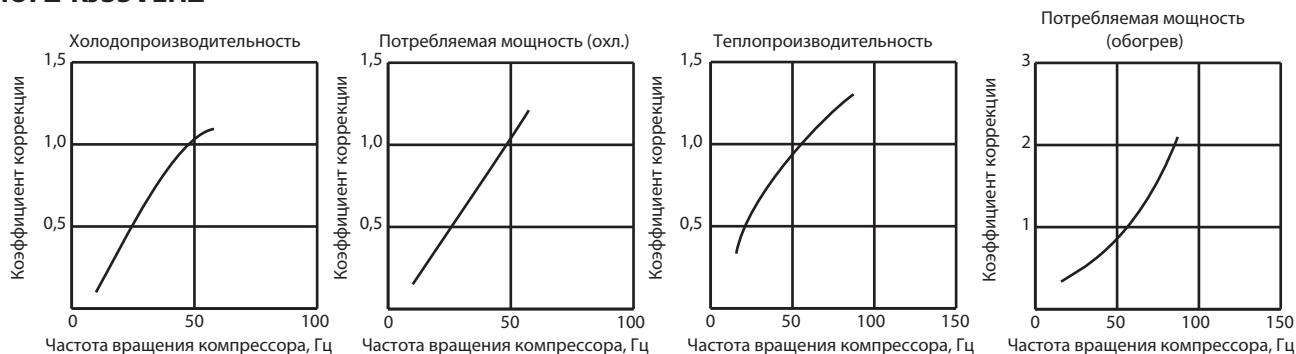 Холодопроизводительность
Коэффициент коррекции
1,5
1,0
0,5
0
50
100
Частота вращения компрессора, Гц
Потребляемая мощность (охл.)
Коэффициент коррекции
1,5
1,0
0,5
0
50
100
Частота вращения компрессора, Гц
Теплопроизводительность
Коэффициент коррекции
1,5
1,0
0,5
0
50
100
150
Частота вращения компрессора, Гц
Потребляемая мощность
(обогрев)
Коэффициент коррекции
3
2
1
0
50
100
150
Частота вращения компрессора, Гц